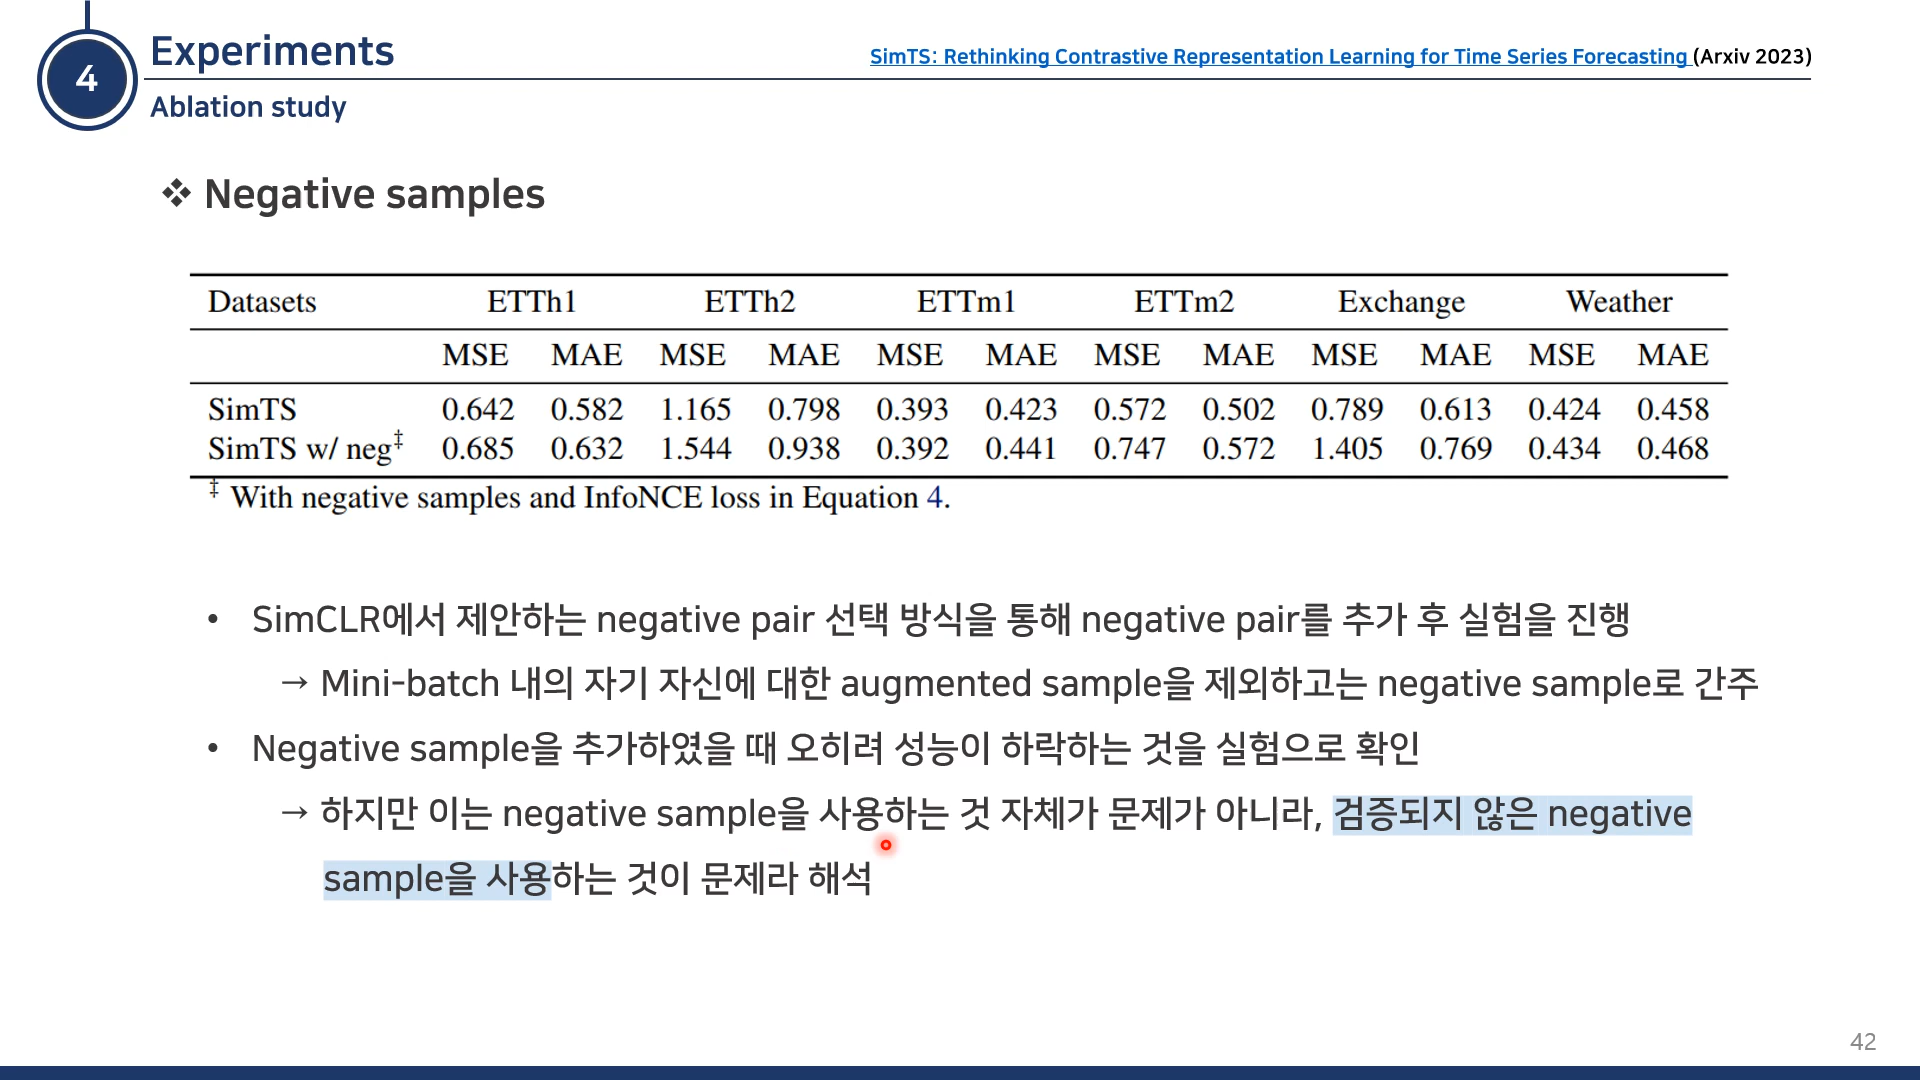 4
Experiments
SimTS: Rethinking Contrastive Representation Learning for Time Series Forecasting (Arxiv 2023)
Ablation study
❖ Negative samples
Datasets ETTh1 ETTh2 ETTm1 ETTm2 Exchange Weather
MSE MAE MSE MAE MSE MAE MSE MAE MSE MAE MSE MAE
SimTS 0.642 0.582 1.165 0.798 0.393 0.423 0.572 0.502 0.789 0.613 0.424 0.458
SimTS w/ neg‡ 0.685 0.632 1.544 0.938 0.392 0.441 0.747 0.572 1.405 0.769 0.434 0.468
‡ With negative samples and InfoNCE loss in Equation 4.
• SimCLR에서 제안하는 negative pair 선택 방식을 통해 negative pair를 추가 후 실험을 진행
→ Mini-batch 내의 자기 자신에 대한 augmented sample을 제외하고는 negative sample로 간주
• Negative sample을 추가하였을 때 오히려 성능이 하락하는 것을 실험으로 확인
→ 하지만 이는 negative sample을 사용하는 것 자체가 문제가 아니라, 검증되지 않은 negative
sample을 사용하는 것이 문제라 해석
42